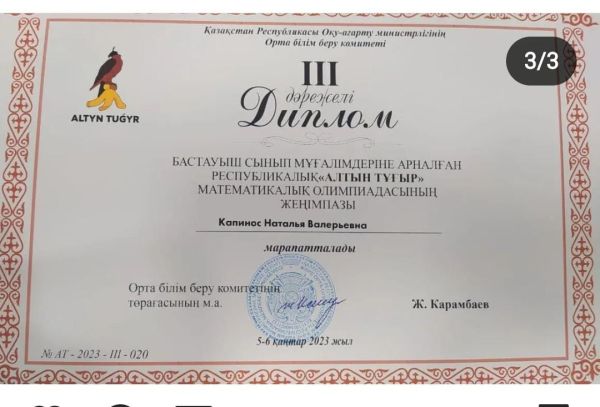 Қазақстан Республикасы Оқу-ағарту министрлігінің
Орта білім беру комитеті
3/3
III
дәрежелі
Диплом
ALTYN TUǴYR
БАСТАУЫШ СЫНЫП МҰҒАЛІМДЕРІНЕ АРНАЛҒАН
РЕСПУБЛИКАЛЫҚ«АЛТЫН ТҰҒЫР»
МАТЕМАТИКАЛЫҚ ОЛИМПИАДАСЫНЫҢ
ЖЕҢІМПАЗЫ
Капинос Наталья Валерьевна
марапатталады
Орта білім беру комитетінің
төрағасының м.а.
Ж. Карамбаев
5-6 қаңтар 2023 жыл
№ AT - 2023 - III - 020